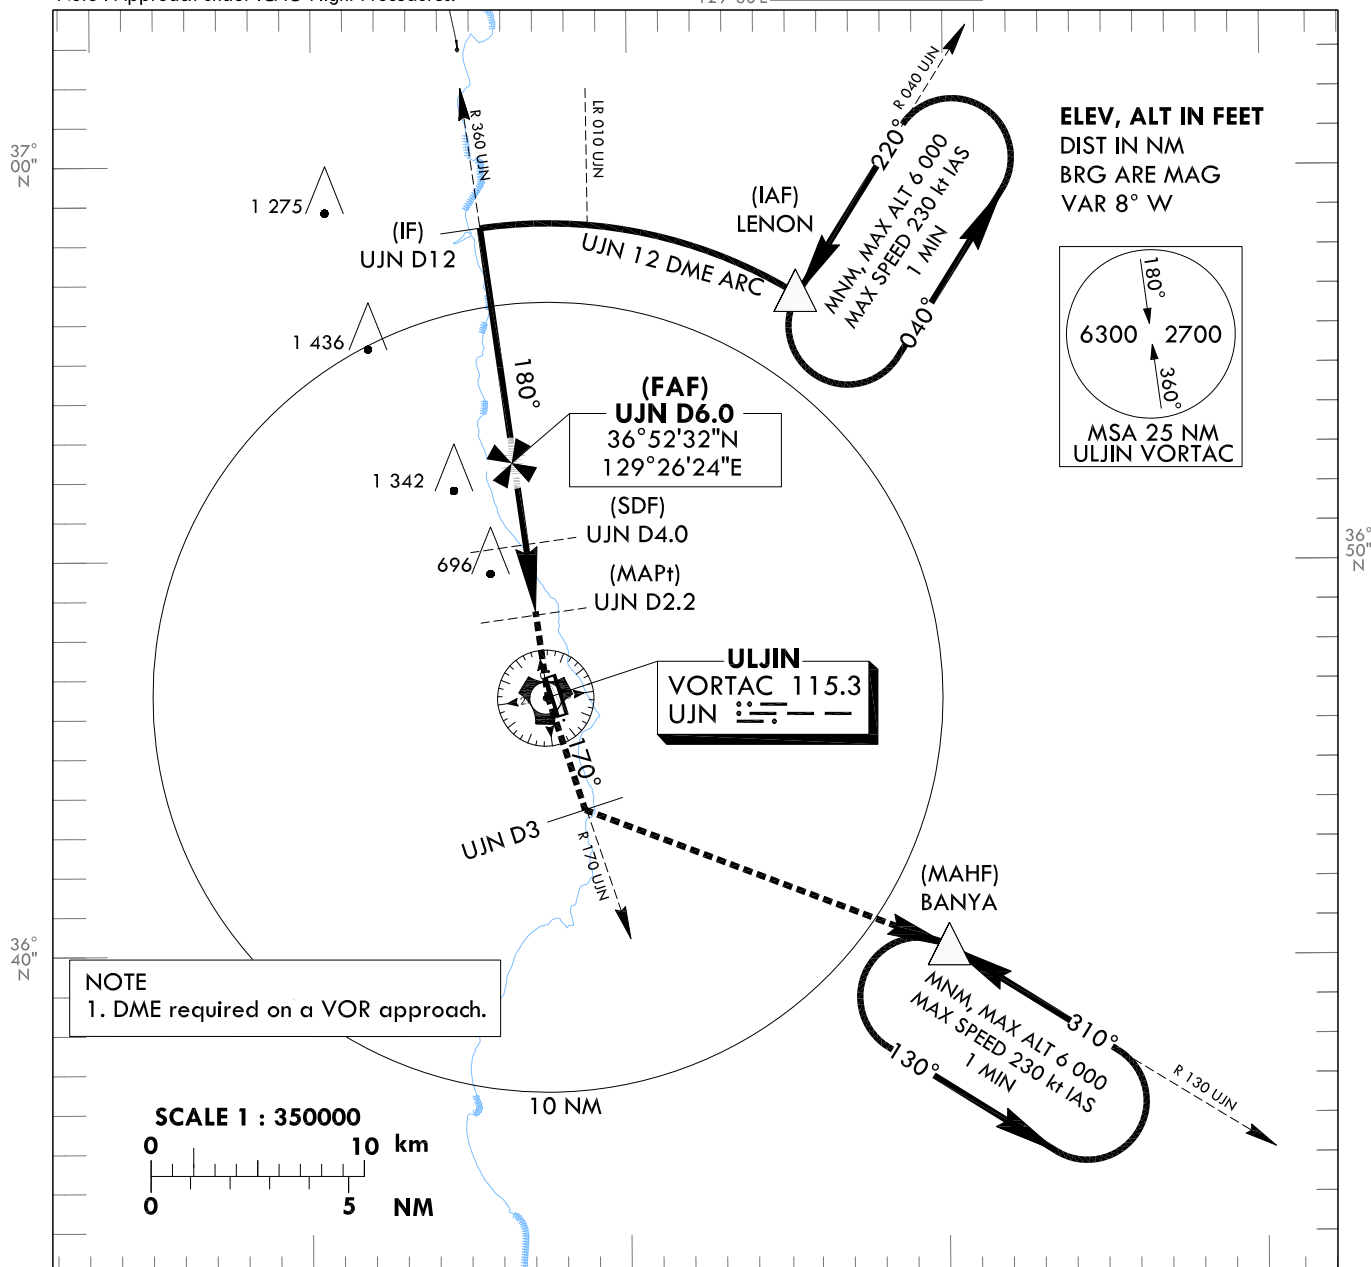 R 040 UJN
ELEV, ALT IN FEET
DIST IN NM
BRG ARE MAG
VAR 8° W
37°
00"
N
R 360 UJN
LR 010 UJN
220°
MNM, MAX ALT 6 000
MAX SPEED 230 kt IAS
1 MIN
040°
1 275
(IAF)
LENON
(IF)
UJN D12
UJN 12 DME ARC
180°
6300 2700
360°
MSA 25 NM
ULJIN VORTAC
1 436
180°
(FAF)
UJN D6.0
36°52'32"N
129°26'24"E
1 342
(SDF)
UJN D4.0
36°
50"
N
696
(MAPt)
UJN D2.2
ULJIN
VORTAC 115.3
UJN
170°
UJN D3
R 170 UJN
(MAHF)
BANYA
36°
40"
N
NOTE
1. DME required on a VOR approach.
MNM, MAX ALT 6 000
MAX SPEED 230 kt IAS
1 MIN
310°
130°
R 130 UJN
10 NM
SCALE 1 : 350000
0 10 km
0 5 NM